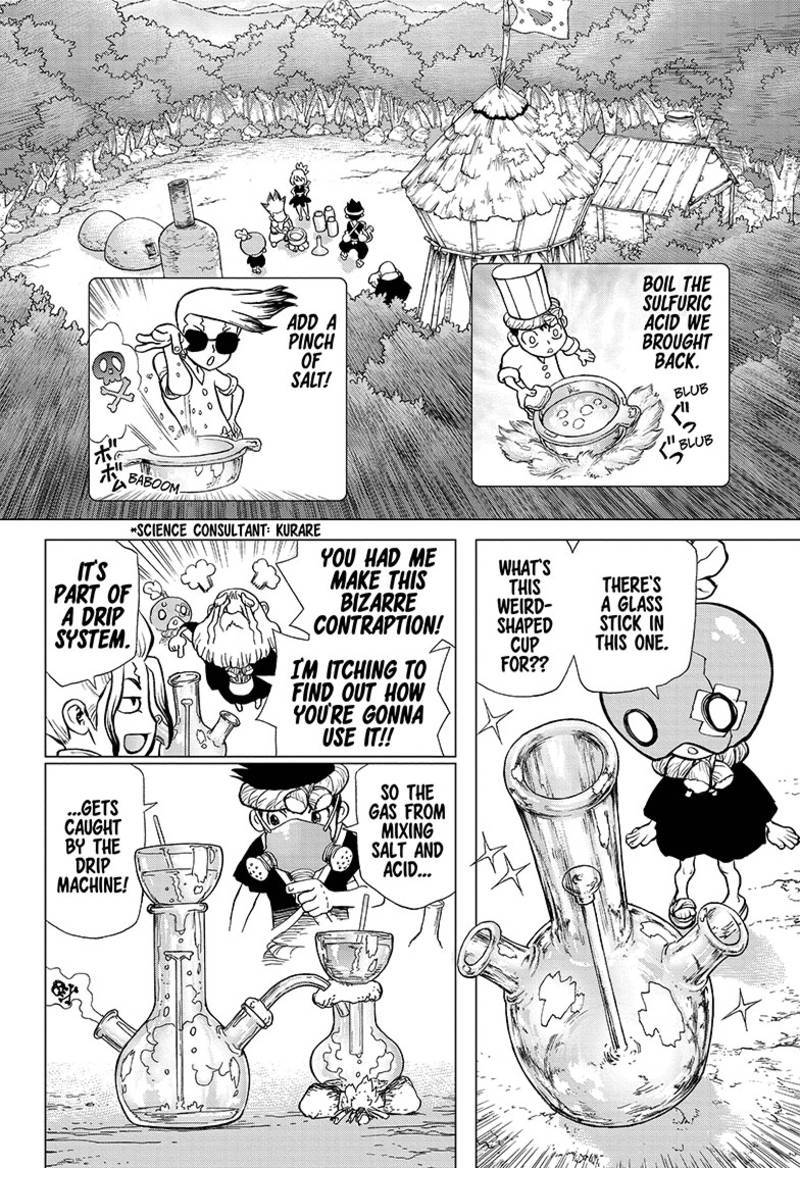 BOIL THE
SULFURIC
ACID WE
BROUGHT
BACK.
BLUB
ぐっ
BLUB
ADD A
PINCH
OF
SALT!
ボボム
BABOOM
*SCIENCE CONSULTANT: KURARE
THERE'S
A GLASS
STICK IN
THIS ONE.
WHAT'S
THIS
WEIRD-
SHAPED
CUP
FOR??
YOU HAD ME
MAKE THIS
BIZARRE
CONTRAPTION!
I'M ITCHING TO
FIND OUT HOW
YOU'RE GONNA
USE IT!!
IT'S
PART OF
A DRIP
SYSTEM.
SO THE
GAS FROM
MIXING
SALT AND
ACID...
...GETS
CAUGHT
BY THE
DRIP
MACHINE!